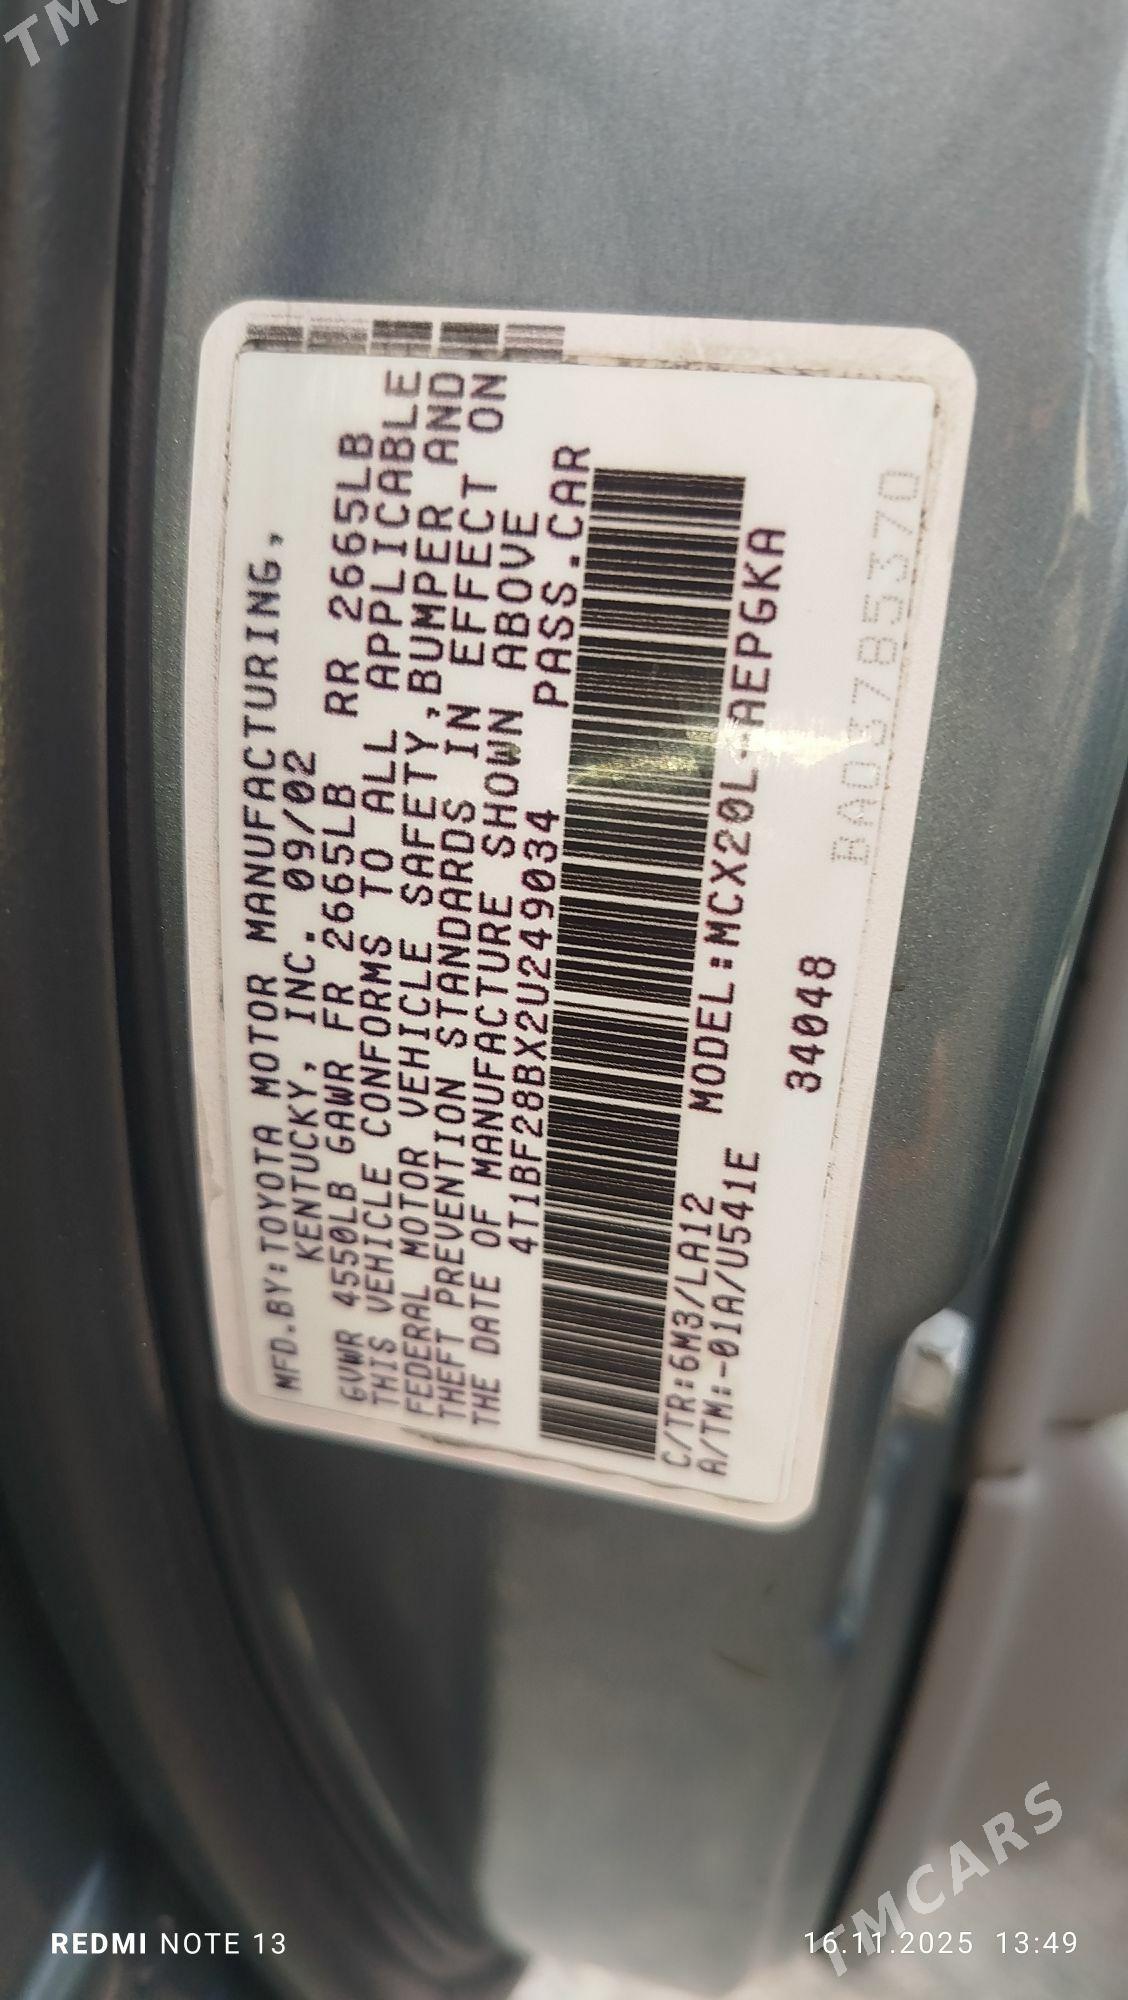 MFD.BY:TOYOTA MOTOR MANUFACTURING,
KENTUCKY, INC. 09/02
GVWR 4550LB GAWR FR 2665LB RR 2665LB
THIS VEHICLE CONFORMS TO ALL APPLICABLE
FEDERAL MOTOR VEHICLE SAFETY,BUMPER AND
THEFT PREVENTION STANDARDS IN EFFECT ON
THE DATE OF MANUFACTURE SHOWN ABOVE
4T1BF28BX2U249034 PASS.CAR
C/TR:6M3/LA12 MODEL:MCX20L-AEPGKA
A/TM:-01A/U541E
34048
BA037B5370
REDMI NOTE 13
16.11.2025 13:49
TMCARS